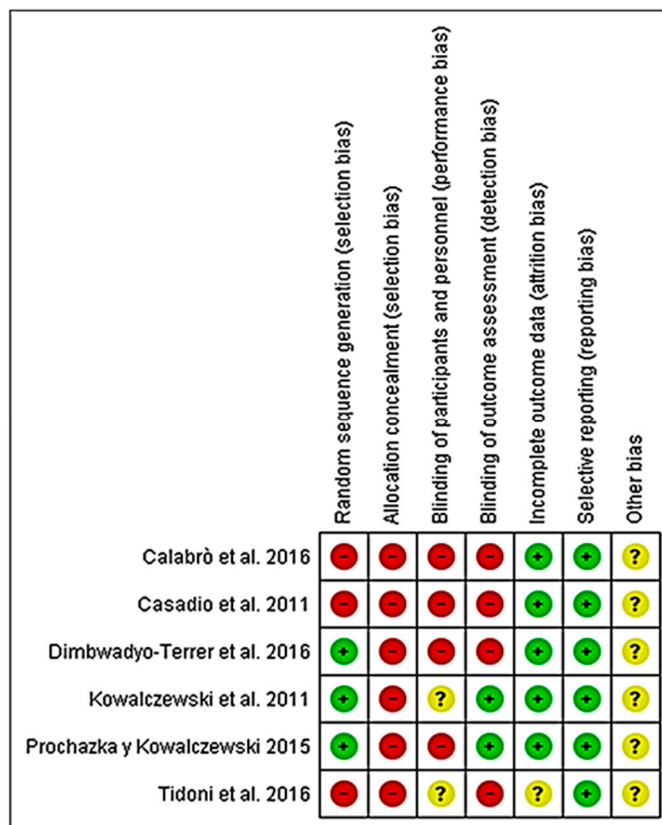 Random sequence generation (selection bias)
Allocation concealment (selection bias)
Blinding of participants and personnel (performance bias)
Blinding of outcome assessment (detection bias)
Incomplete outcome data (attrition bias)
Selective reporting (reporting bias)
Other bias
Calabrò et al. 2016 - - - - + + ?
Casadio et al. 2011 - - - - + + ?
Dimbwadyo-Terrer et al. 2016 + - - - + + ?
Kowalczewski et al. 2011 + - ? + + + ?
Prochazka y Kowalczewski 2015 + - - + + + ?
Tidoni et al. 2016 - - ? - ? + ?